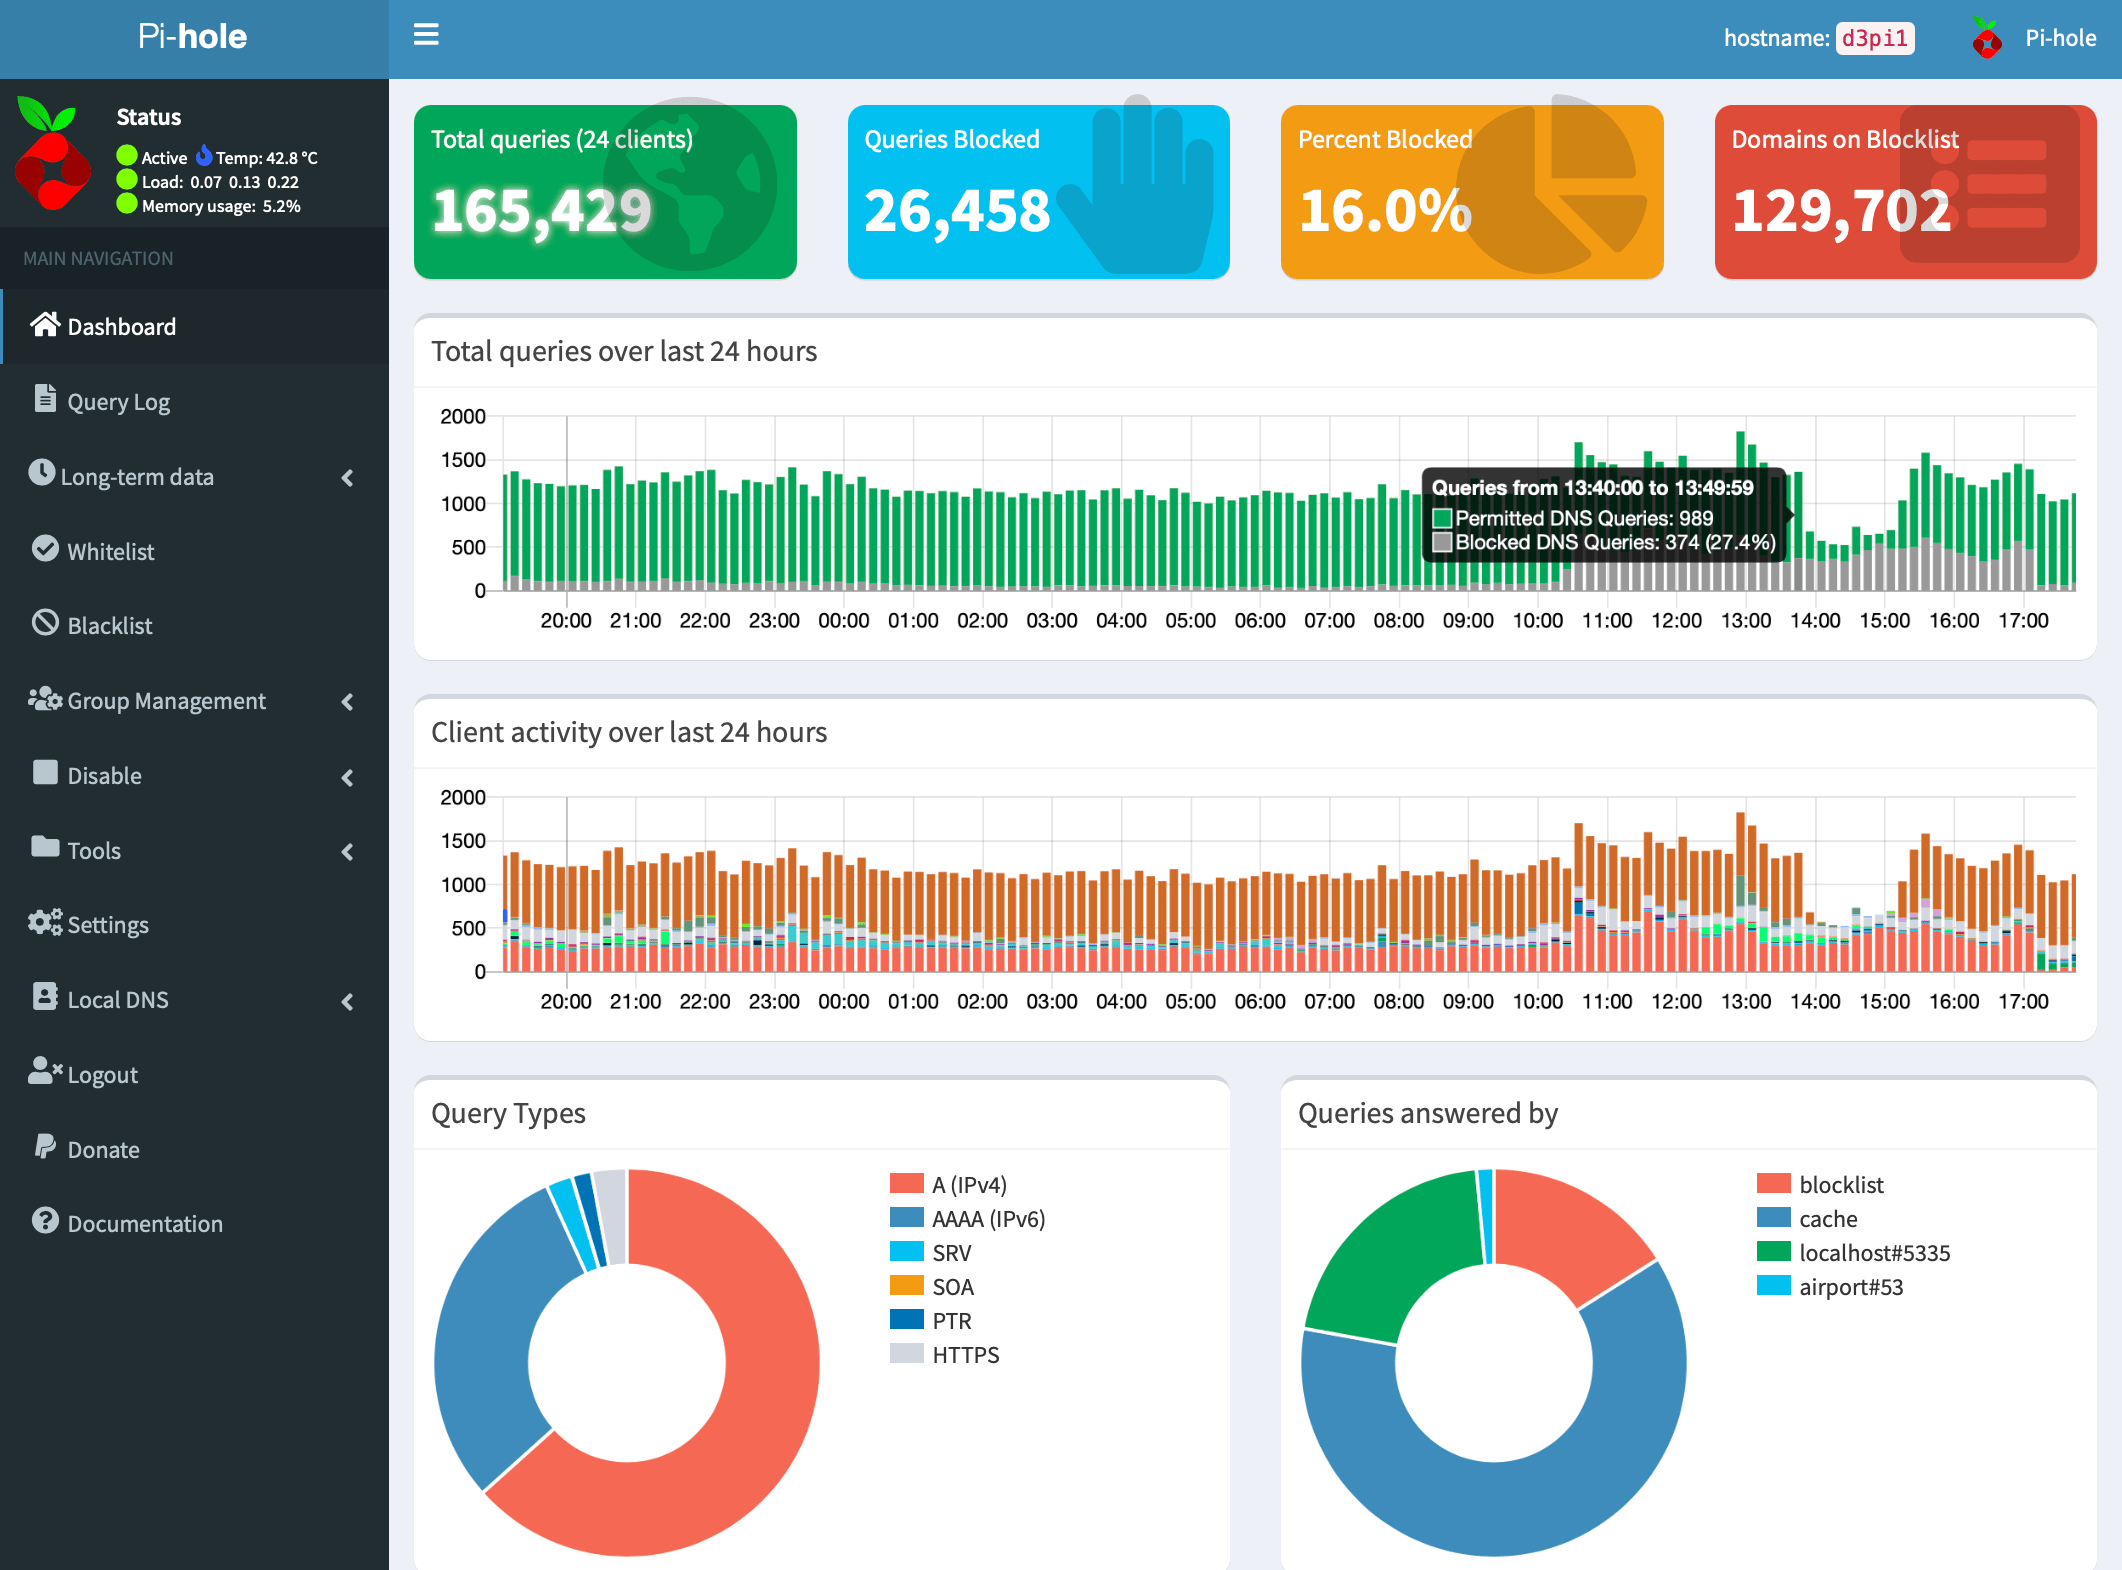 Pi-hole
hostname: d3pi1
Pi-hole
Status
Active Temp: 42.8 °C
Load: 0.07 0.13 0.22
Memory usage: 5.2%
MAIN NAVIGATION
Dashboard
Query Log
Long-term data
Whitelist
Blacklist
Group Management
Disable
Tools
Settings
Local DNS
Logout
Donate
Documentation
Total queries (24 clients)
165,429
Queries Blocked
26,458
Percent Blocked
16.0%
Domains on Blocklist
129,702
Total queries over last 24 hours
2000
1500
1000
500
0
20:00 21:00 22:00 23:00 00:00 01:00 02:00 03:00 04:00 05:00 06:00 07:00 08:00 09:00 10:00 11:00 12:00 13:00 14:00 15:00 16:00 17:00
Queries from 13:40:00 to 13:49:59
Permitted DNS Queries: 989
Blocked DNS Queries: 374 (27.4%)
Client activity over last 24 hours
2000
1500
1000
500
0
20:00 21:00 22:00 23:00 00:00 01:00 02:00 03:00 04:00 05:00 06:00 07:00 08:00 09:00 10:00 11:00 12:00 13:00 14:00 15:00 16:00 17:00
Query Types
A (IPv4)
AAAA (IPv6)
SRV
SOA
PTR
HTTPS
Queries answered by
blocklist
cache
localhost#5335
airport#53